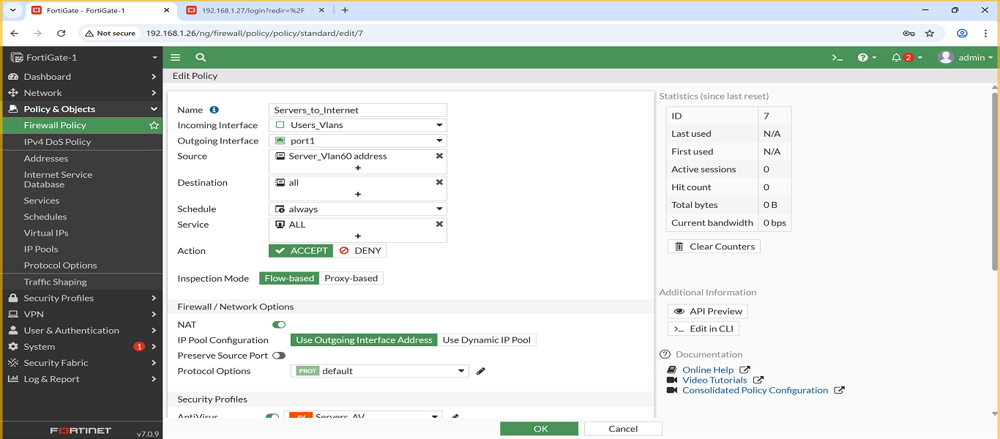 FortiGate - FortiGate-1
192.168.1.27/login?redir=%2F
Not secure
192.168.1.26/ng/firewall/policy/policy/standard/edit/7
FortiGate-1
Dashboard
Network
Policy & Objects
Firewall Policy
IPv4 DoS Policy
Addresses
Internet Service
Database
Services
Schedules
Virtual IPs
IP Pools
Protocol Options
Traffic Shaping
Security Profiles
VPN
User & Authentication
System 1
Security Fabric
Log & Report
FORTINET
v7.0.9
2
admin
Edit Policy
Name Servers_to_Internet
Incoming Interface Users_Vlans
Outgoing Interface port1
Source Server_Vlan60 address
Destination all
Schedule always
Service ALL
Action ACCEPT DENY
Inspection Mode Flow-based Proxy-based
Firewall / Network Options
NAT
IP Pool Configuration Use Outgoing Interface Address Use Dynamic IP Pool
Preserve Source Port
Protocol Options PROT default
Security Profiles
AntiVirus AV Servers_AV
OK Cancel
Statistics (since last reset)
ID 7
Last used N/A
First used N/A
Active sessions 0
Hit count 0
Total bytes 0 B
Current bandwidth 0 bps
Clear Counters
Additional Information
API Preview
>_ Edit in CLI
Documentation
Online Help
Video Tutorials
Consolidated Policy Configuration